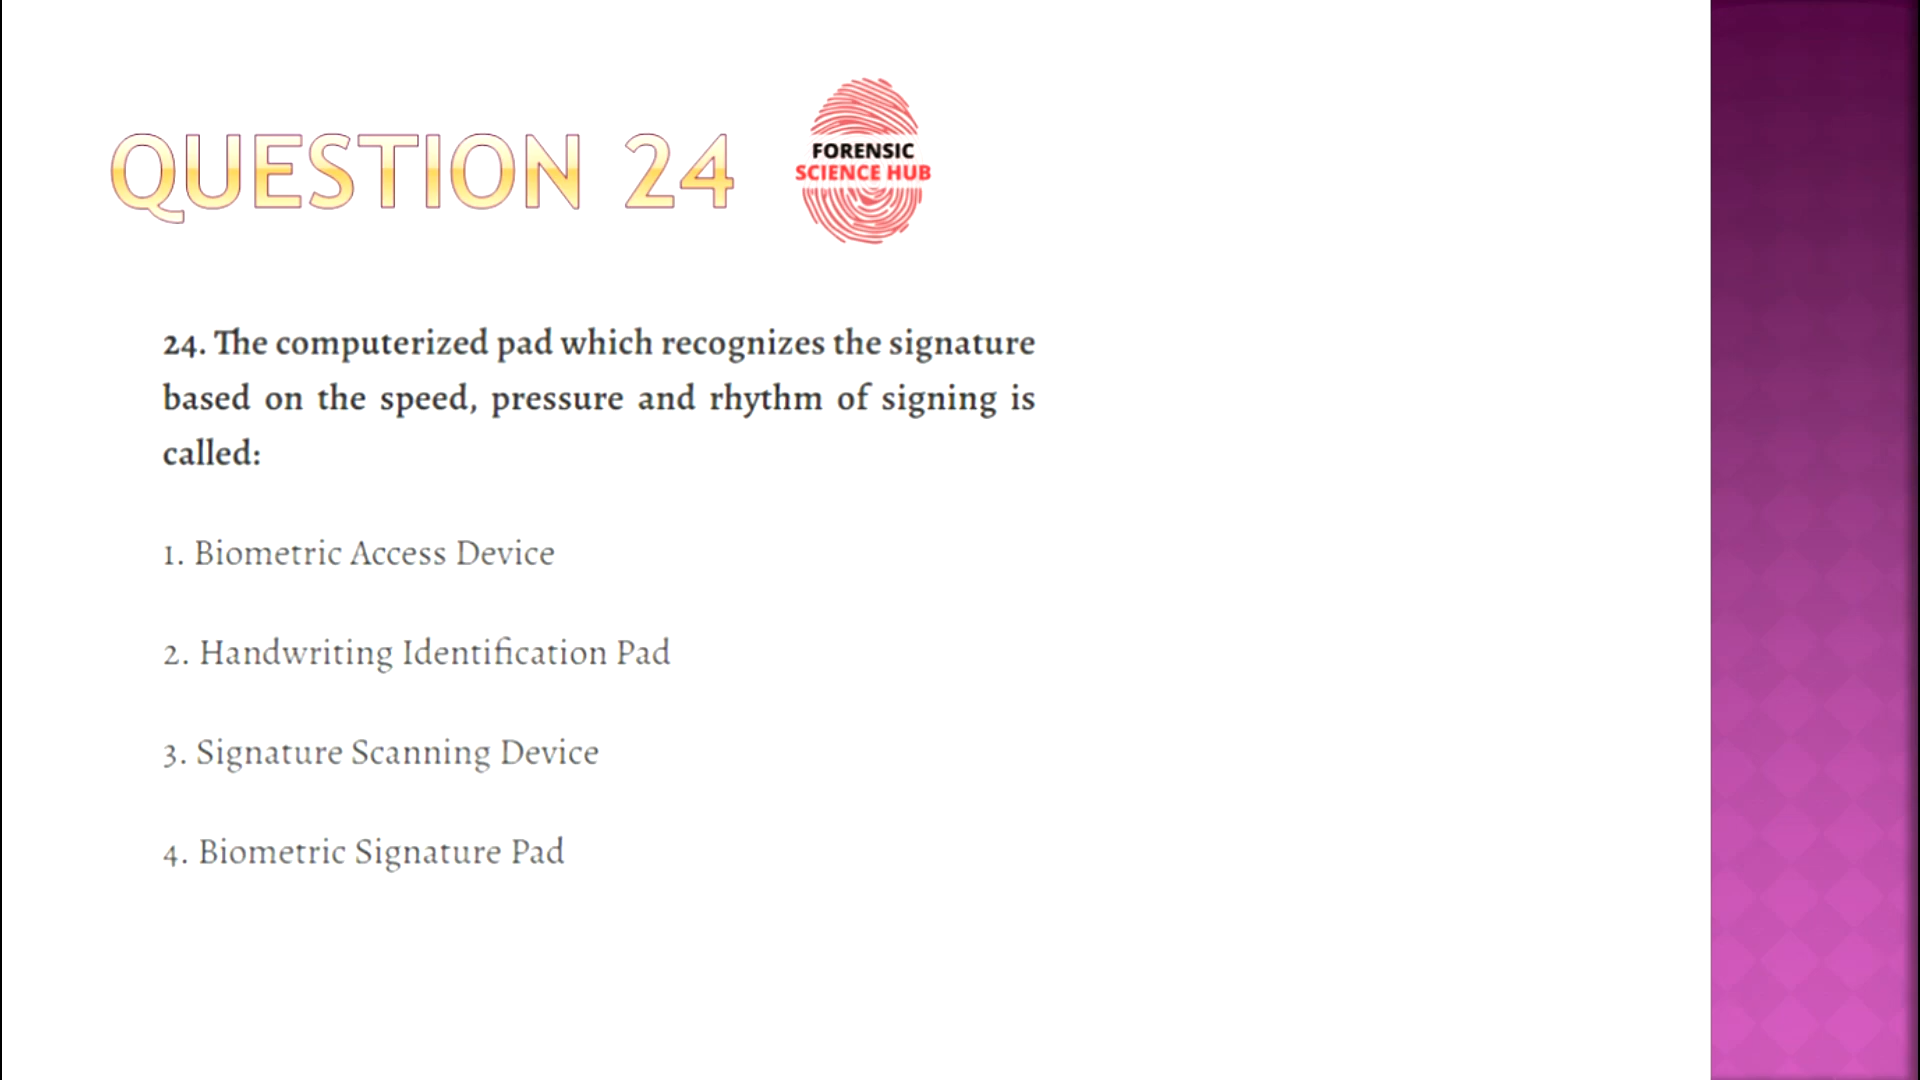 QUESTION 24
FORENSIC
SCIENCE HUB
24. The computerized pad which recognizes the signature
based on the speed, pressure and rhythm of signing is
called:
1. Biometric Access Device
2. Handwriting Identification Pad
3. Signature Scanning Device
4. Biometric Signature Pad